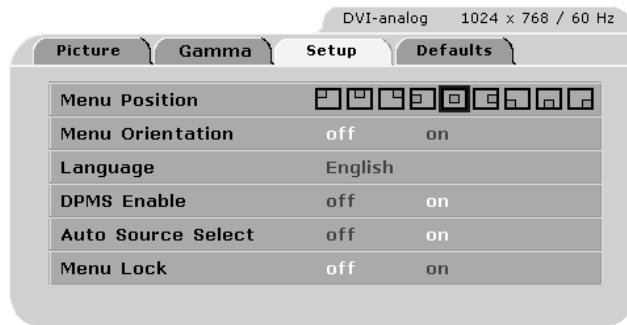 DVI-analog 1024 x 768 / 60 Hz
Picture Gamma Setup Defaults
Menu Position
Menu Orientation off on
Language English
DPMS Enable off on
Auto Source Select off on
Menu Lock off on